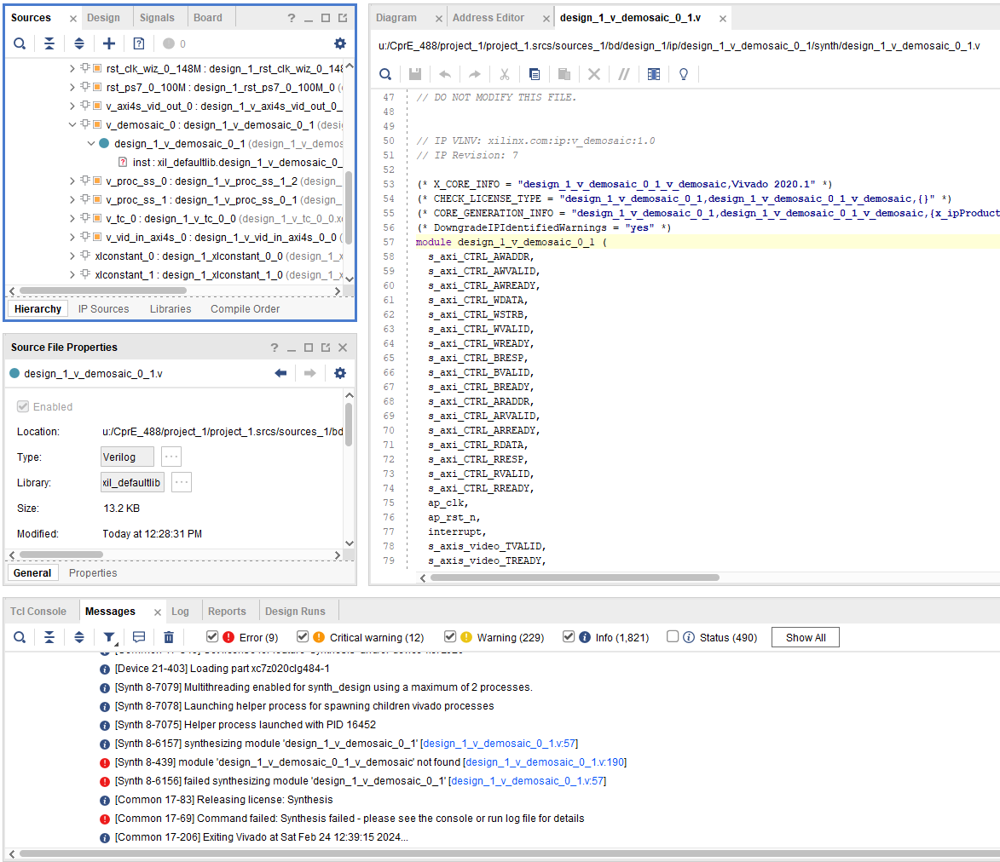 Sources × Design Signals Board ?
0
rst_clk_wiz_0_148M : design_1_rst_clk_wiz_0_148
rst_ps7_0_100M : design_1_rst_ps7_0_100M_0 (
v_axi4s_vid_out_0 : design_1_v_axi4s_vid_out_0_
v_demosaic_0 : design_1_v_demosaic_0_1 (desi
design_1_v_demosaic_0_1 (design_1_v_demos
inst : xil_defaultlib.design_1_v_demosaic_0_
v_proc_ss_0 : design_1_v_proc_ss_1_2 (design_
v_proc_ss_1 : design_1_v_proc_ss_0_1 (design_
v_tc_0 : design_1_v_tc_0_0 (design_1_v_tc_0_0.x
v_vid_in_axi4s_0 : design_1_v_vid_in_axi4s_0_0 (
xlconstant_0 : design_1_xlconstant_0_0 (design_1_x
xlconstant_1 : design_1_xlconstant_1_0 (design_1_x
Hierarchy IP Sources Libraries Compile Order
Source File Properties ?
design_1_v_demosaic_0_1.v
Enabled
Location: u:/CprE_488/project_1/project_1.srcs/sources_1/bd
Type: Verilog ...
Library: xil_defaultlib ...
Size: 13.2 KB
Modified: Today at 12:28:31 PM
General Properties
Diagram × Address Editor × design_1_v_demosaic_0_1.v ×
u:/CprE_488/project_1/project_1.srcs/sources_1/bd/design_1/ip/design_1_v_demosaic_0_1/synth/design_1_v_demosaic_0_1.v
47 // DO NOT MODIFY THIS FILE.
48
49
50 // IP VLNV: xilinx.com:ip:v_demosaic:1.0
51 // IP Revision: 7
52
53 (* X_CORE_INFO = "design_1_v_demosaic_0_1_v_demosaic,Vivado 2020.1" *)
54 (* CHECK_LICENSE_TYPE = "design_1_v_demosaic_0_1,design_1_v_demosaic_0_1_v_demosaic,{}" *)
55 (* CORE_GENERATION_INFO = "design_1_v_demosaic_0_1,design_1_v_demosaic_0_1_v_demosaic,{x_ipProduct
56 (* DowngradeIPIdentifiedWarnings = "yes" *)
57 module design_1_v_demosaic_0_1 (
58 s_axi_CTRL_AWADDR,
59 s_axi_CTRL_AWVALID,
60 s_axi_CTRL_AWREADY,
61 s_axi_CTRL_WDATA,
62 s_axi_CTRL_WSTRB,
63 s_axi_CTRL_WVALID,
64 s_axi_CTRL_WREADY,
65 s_axi_CTRL_BRESP,
66 s_axi_CTRL_BVALID,
67 s_axi_CTRL_BREADY,
68 s_axi_CTRL_ARADDR,
69 s_axi_CTRL_ARVALID,
70 s_axi_CTRL_ARREADY,
71 s_axi_CTRL_RDATA,
72 s_axi_CTRL_RRESP,
73 s_axi_CTRL_RVALID,
74 s_axi_CTRL_RREADY,
75 ap_clk,
76 ap_rst_n,
77 interrupt,
78 s_axis_video_TVALID,
79 s_axis_video_TREADY,
Tcl Console Messages × Log Reports Design Runs
Error (9) Critical warning (12) Warning (229) Info (1,821) Status (490) Show All
[Device 21-403] Loading part xc7z020clg484-1
[Synth 8-7079] Multithreading enabled for synth_design using a maximum of 2 processes.
[Synth 8-7078] Launching helper process for spawning children vivado processes
[Synth 8-7075] Helper process launched with PID 16452
[Synth 8-6157] synthesizing module 'design_1_v_demosaic_0_1' [design_1_v_demosaic_0_1.v:57]
[Synth 8-439] module 'design_1_v_demosaic_0_1_v_demosaic' not found [design_1_v_demosaic_0_1.v:190]
[Synth 8-6156] failed synthesizing module 'design_1_v_demosaic_0_1' [design_1_v_demosaic_0_1.v:57]
[Common 17-83] Releasing license: Synthesis
[Common 17-69] Command failed: Synthesis failed - please see the console or run log file for details
[Common 17-206] Exiting Vivado at Sat Feb 24 12:39:15 2024...